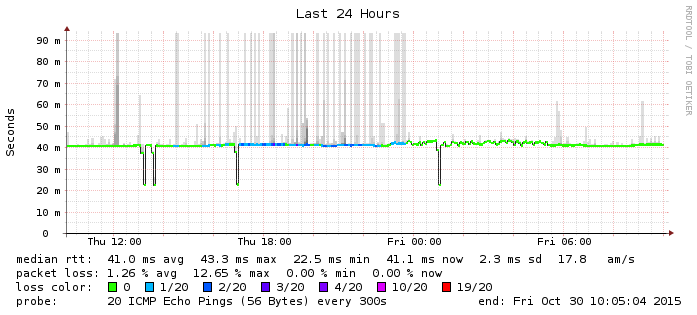 Last 24 Hours
RRDTOOL / TOBI OETIKER
Seconds
90 m
80 m
70 m
60 m
50 m
40 m
30 m
20 m
10 m
0
Thu 12:00 Thu 18:00 Fri 00:00 Fri 06:00
median rtt: 41.0 ms avg 43.3 ms max 22.5 ms min 41.1 ms now 2.3 ms sd 17.8 am/s
packet loss: 1.26 % avg 12.65 % max 0.00 % min 0.00 % now
loss color: 0 1/20 2/20 3/20 4/20 10/20 19/20
probe: 20 ICMP Echo Pings (56 Bytes) every 300s end: Fri Oct 30 10:05:04 2015